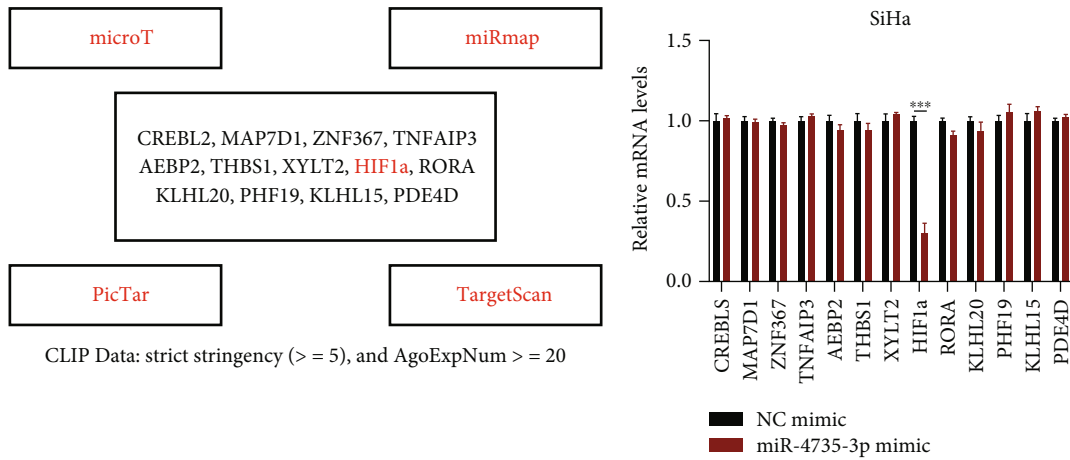 microT
miRmap
CREBL2, MAP7D1, ZNF367, TNFAIP3
AEBP2, THBS1, XYLT2, HIF1a, RORA
KLHL20, PHF19, KLHL15, PDE4D
PicTar
TargetScan
CLIP Data: strict stringency (> = 5), and AgoExpNum > = 20
SiHa
Relative mRNA levels
1.5
1.0
0.5
0.0
***
CREBLS
MAP7D1
ZNF367
TNFAIP3
AEBP2
THBS1
XYLT2
HIF1a
RORA
KLHL20
PHF19
KLHL15
PDE4D
NC mimic
miR-4735-3p mimic